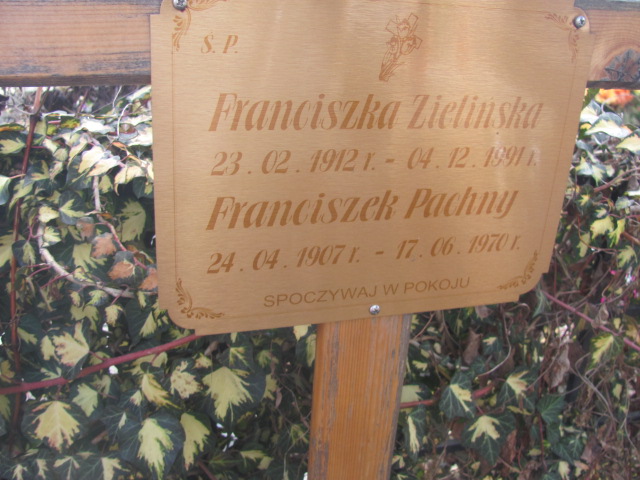 Ś. P.
Franciszka Zielinska
23. 02. 1912 r. - 04. 12. 1991 r.
Franciszek Pachny
24. 04. 1907 r. - 17. 06. 1970 r.
SPOCZYWAJ W POKOJU